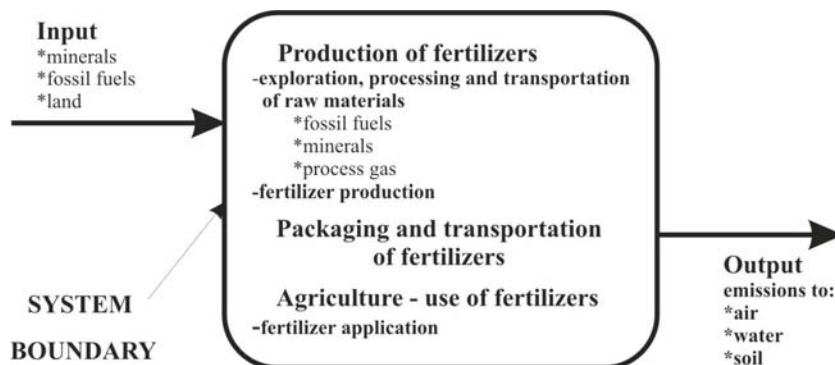 Input
*minerals
*fossil fuels
*land
Production of fertilizers
-exploration, processing and transportation
of raw materials
*fossil fuels
*minerals
*process gas
-fertilizer production
Packaging and transportation
of fertilizers
Agriculture - use of fertilizers
-fertilizer application
SYSTEM
BOUNDARY
Output
emissions to:
*air
*water
*soil